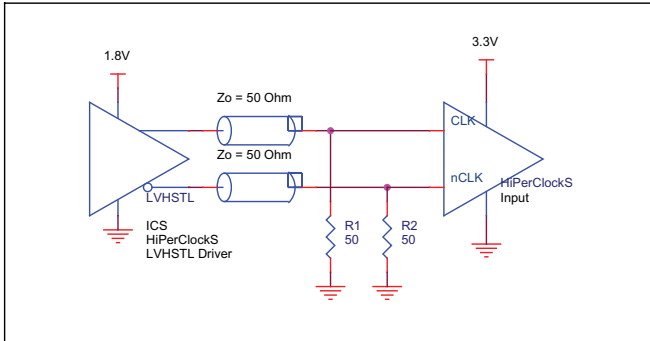 1.8V
3.3V
Zo = 50 Ohm
CLK
Zo = 50 Ohm
nCLK
HiPerClockS
Input
LVHSTL
ICS
HiPerClockS
LVHSTL Driver
R1
50
R2
50